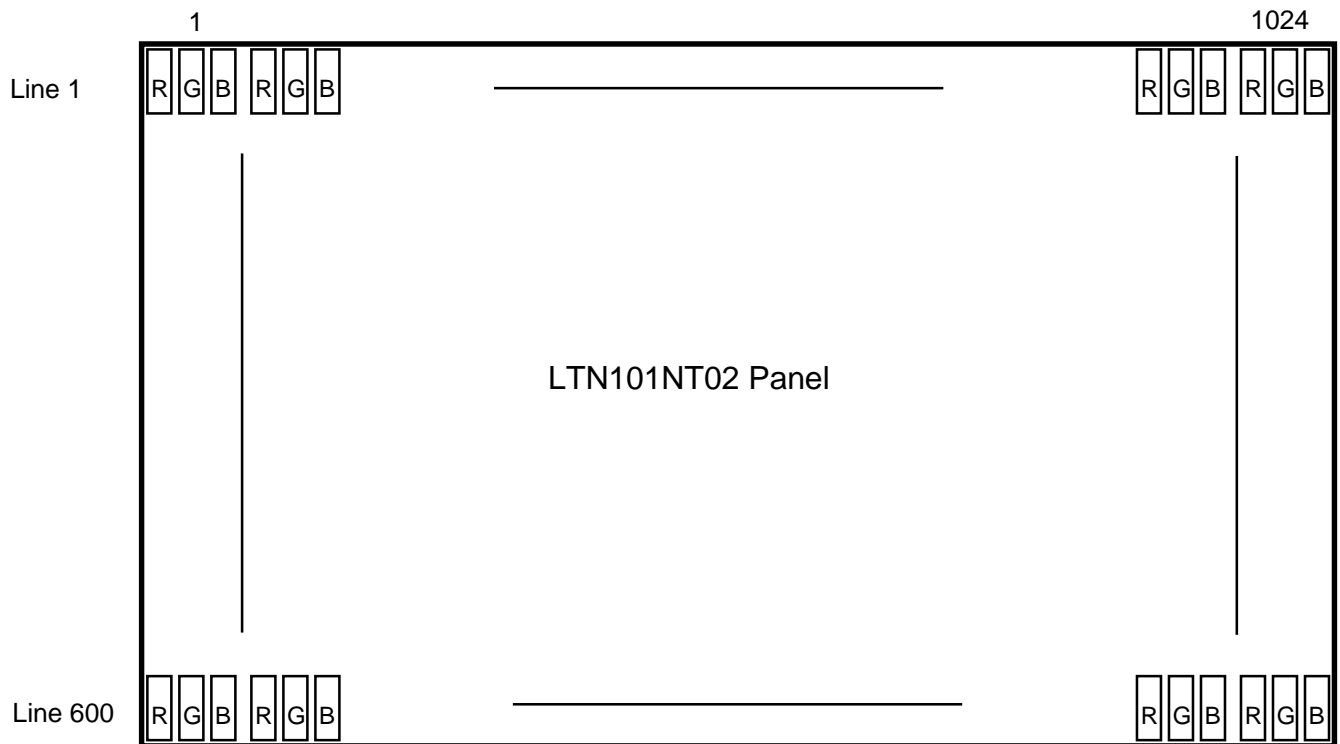 1 1024
Line 1 R G B R G B R G B R G B
LTN101NT02 Panel
Line 600 R G B R G B R G B R G B